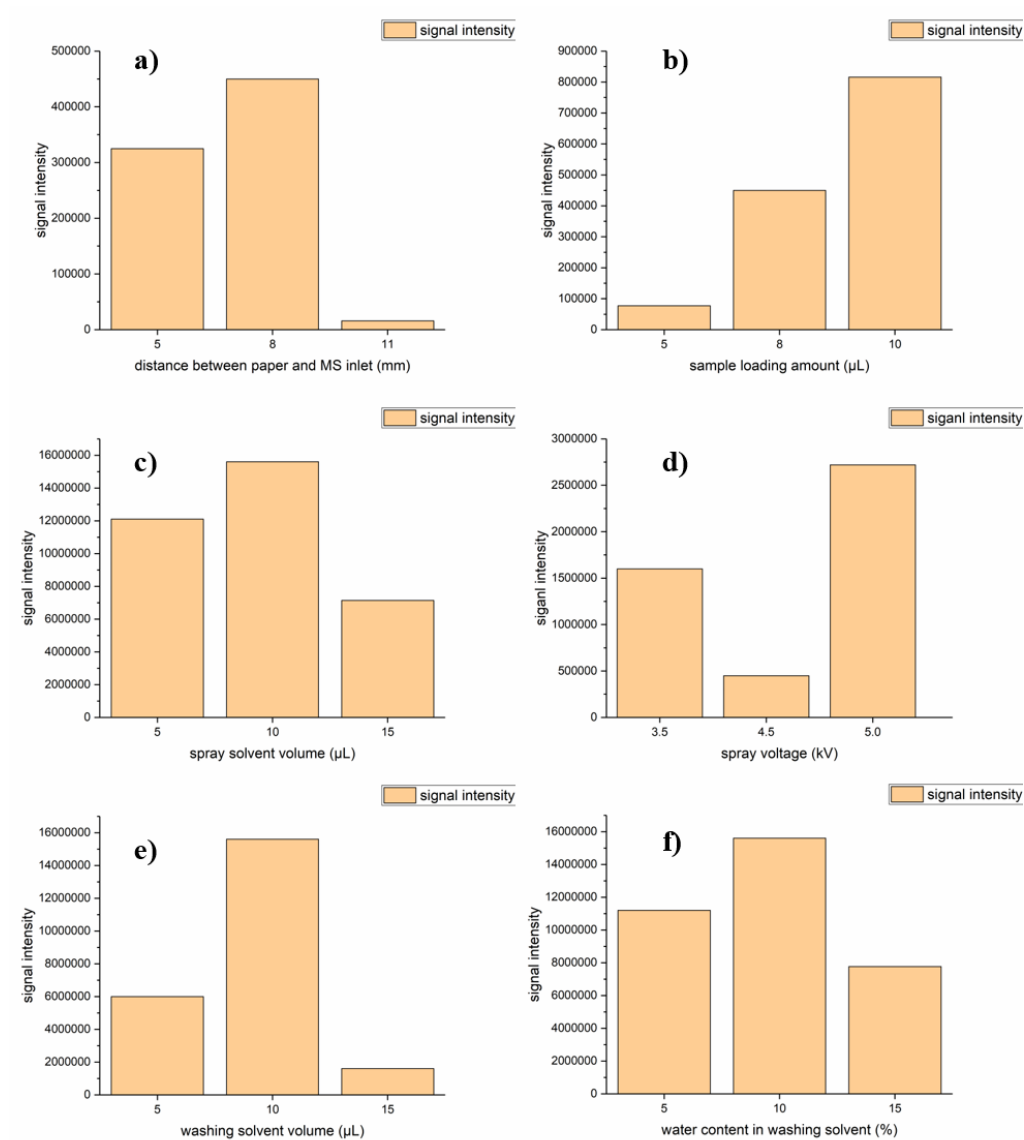 signal intensity
a)
500000
400000
300000
200000
100000
0
signal intensity
5 8 11
distance between paper and MS inlet (mm)
signal intensity
b)
900000
800000
700000
600000
500000
400000
300000
200000
100000
0
signal intensity
5 8 10
sample loading amount (µL)
signal intensity
c)
16000000
14000000
12000000
10000000
8000000
6000000
4000000
2000000
0
signal intensity
5 10 15
spray solvent volume (µL)
siganl intensity
d)
3000000
2500000
2000000
1500000
1000000
500000
0
siganl intensity
3.5 4.5 5.0
spray voltage (kV)
signal intensity
e)
16000000
14000000
12000000
10000000
8000000
6000000
4000000
2000000
0
signal intensity
5 10 15
washing solvent volume (µL)
signal intensity
f)
16000000
14000000
12000000
10000000
8000000
6000000
4000000
2000000
0
signal intensity
5 10 15
water content in washing solvent (%)